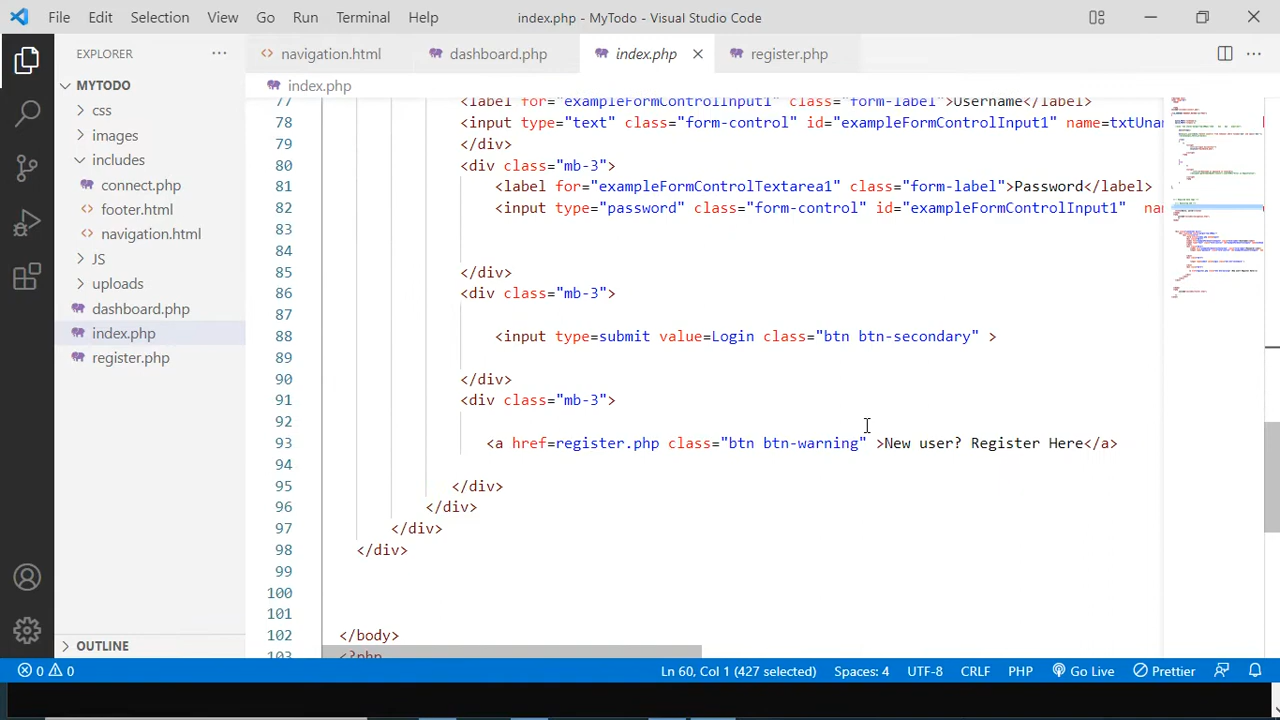 File Edit Selection View Go Run Terminal Help index.php - MyTodo - Visual Studio Code
EXPLORER ···
navigation.html dashboard.php index.php register.php
MYTODO
css
images
includes
connect.php
footer.html
navigation.html
JS
uploads
dashboard.php
index.php
register.php
OUTLINE
index.php
77 <label for="exampleFormControlInput1" class="form-label">Username</label>
78 <input type="text" class="form-control" id="exampleFormControlInput1" name=txtUnam
79 </div>
80 <div class="mb-3">
81 <label for="exampleFormControlTextarea1" class="form-label">Password</label>
82 <input type="password" class="form-control" id="exampleFormControlInput1" nam
83
84
85 </div>
86 <div class="mb-3">
87
88 <input type=submit value=Login class="btn btn-secondary" >
89
90 </div>
91 <div class="mb-3">
92
93 <a href=register.php class="btn btn-warning" >New user? Register Here</a>
94
95 </div>
96 </div>
97 </div>
98 </div>
99
100
101
102 </body>
103 <?php
0 0 Ln 60, Col 1 (427 selected) Spaces: 4 UTF-8 CRLF PHP Go Live Prettier